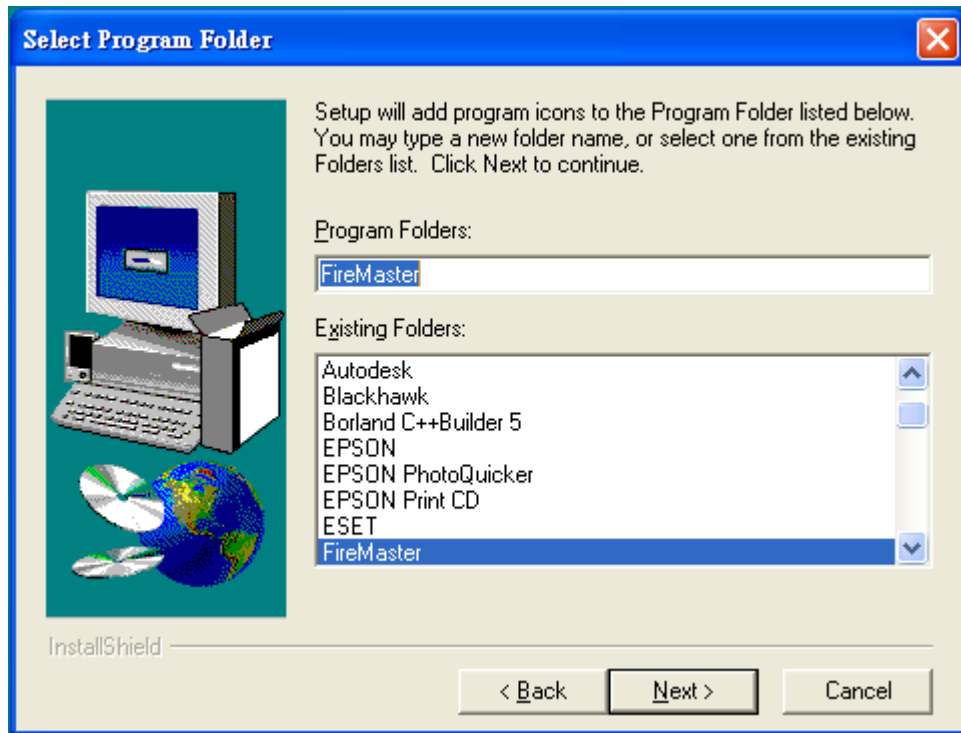 Select Program Folder
Setup will add program icons to the Program Folder listed below.
You may type a new folder name, or select one from the existing
Folders list.  Click Next to continue.
Program Folders:
FireMaster
Existing Folders:
Autodesk
Blackhawk
Borland C++Builder 5
EPSON
EPSON PhotoQuicker
EPSON Print CD
ESET
FireMaster
InstallShield
< Back
Next >
Cancel